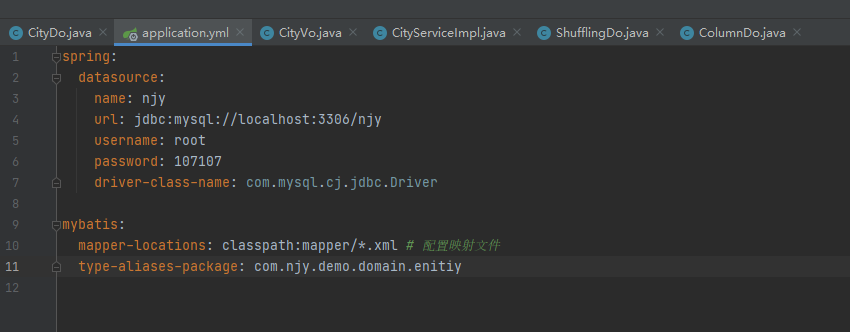 CityDo.java application.yml CityVo.java CityServiceImpl.java ShufflingDo.java ColumnDo.java
1 spring:
2 datasource:
3 name: njy
4 url: jdbc:mysql://localhost:3306/njy
5 username: root
6 password: 107107
7 driver-class-name: com.mysql.cj.jdbc.Driver
8
9 mybatis:
10 mapper-locations: classpath:mapper/*.xml # 配置映射文件
11 type-aliases-package: com.njy.demo.domain.enitiy
12